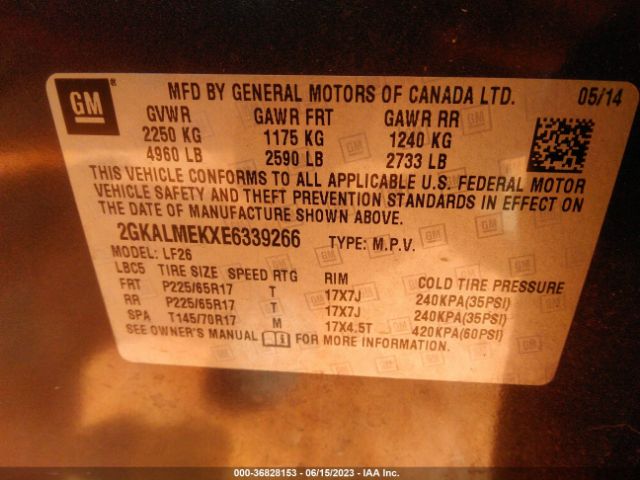 GM ®
MFD BY GENERAL MOTORS OF CANADA LTD. 05/14
GVWR GAWR FRT GAWR RR
2250 KG 1175 KG 1240 KG
4960 LB 2590 LB 2733 LB
THIS VEHICLE CONFORMS TO ALL APPLICABLE U.S. FEDERAL MOTOR
VEHICLE SAFETY AND THEFT PREVENTION STANDARDS IN EFFECT ON
THE DATE OF MANUFACTURE SHOWN ABOVE.
2GKALMEKXE6339266 TYPE: M.P.V.
MODEL: LF26
LBC5 TIRE SIZE SPEED RTG RIM COLD TIRE PRESSURE
FRT P225/65R17 T 17X7J 240KPA(35PSI)
RR P225/65R17 T 17X7J 240KPA(35PSI)
SPA T145/70R17 M 17X4.5T 420KPA(60PSI)
SEE OWNER'S MANUAL FOR MORE INFORMATION.
000-36828153 - 06/15/2023 - IAA Inc.